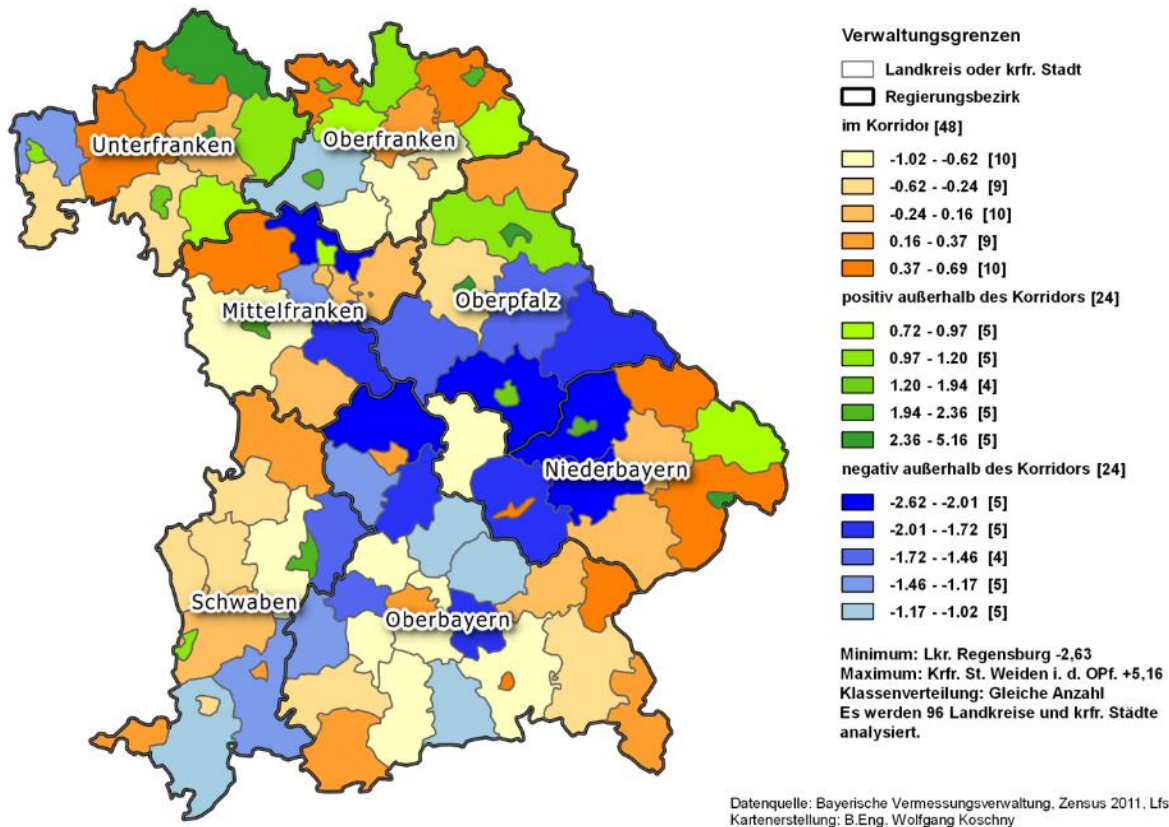 Unterfranken
Oberfranken
Mittelfranken
Oberpfalz
Niederbayern
Schwaben
Oberbayern
Verwaltungsgrenzen
Landkreis oder krfr. Stadt
Regierungsbezirk
im Korridor [48]
-1.02 - -0.62 [10]
-0.62 - -0.24 [9]
-0.24 - 0.16 [10]
0.16 - 0.37 [9]
0.37 - 0.69 [10]
positiv außerhalb des Korridors [24]
0.72 - 0.97 [5]
0.97 - 1.20 [5]
1.20 - 1.94 [4]
1.94 - 2.36 [5]
2.36 - 5.16 [5]
negativ außerhalb des Korridors [24]
-2.62 - -2.01 [5]
-2.01 - -1.72 [5]
-1.72 - -1.46 [4]
-1.46 - -1.17 [5]
-1.17 - -1.02 [5]
Minimum: Lkr. Regensburg -2,63
Maximum: Krfr. St. Weiden i. d. OPf. +5,16
Klassenverteilung: Gleiche Anzahl
Es werden 96 Landkreise und krfr. Städte
analysiert.
Datenquelle: Bayerische Vermessungsverwaltung, Zensus 2011, Lfs
Kartenerstellung: B.Eng. Wolfgang Koschny